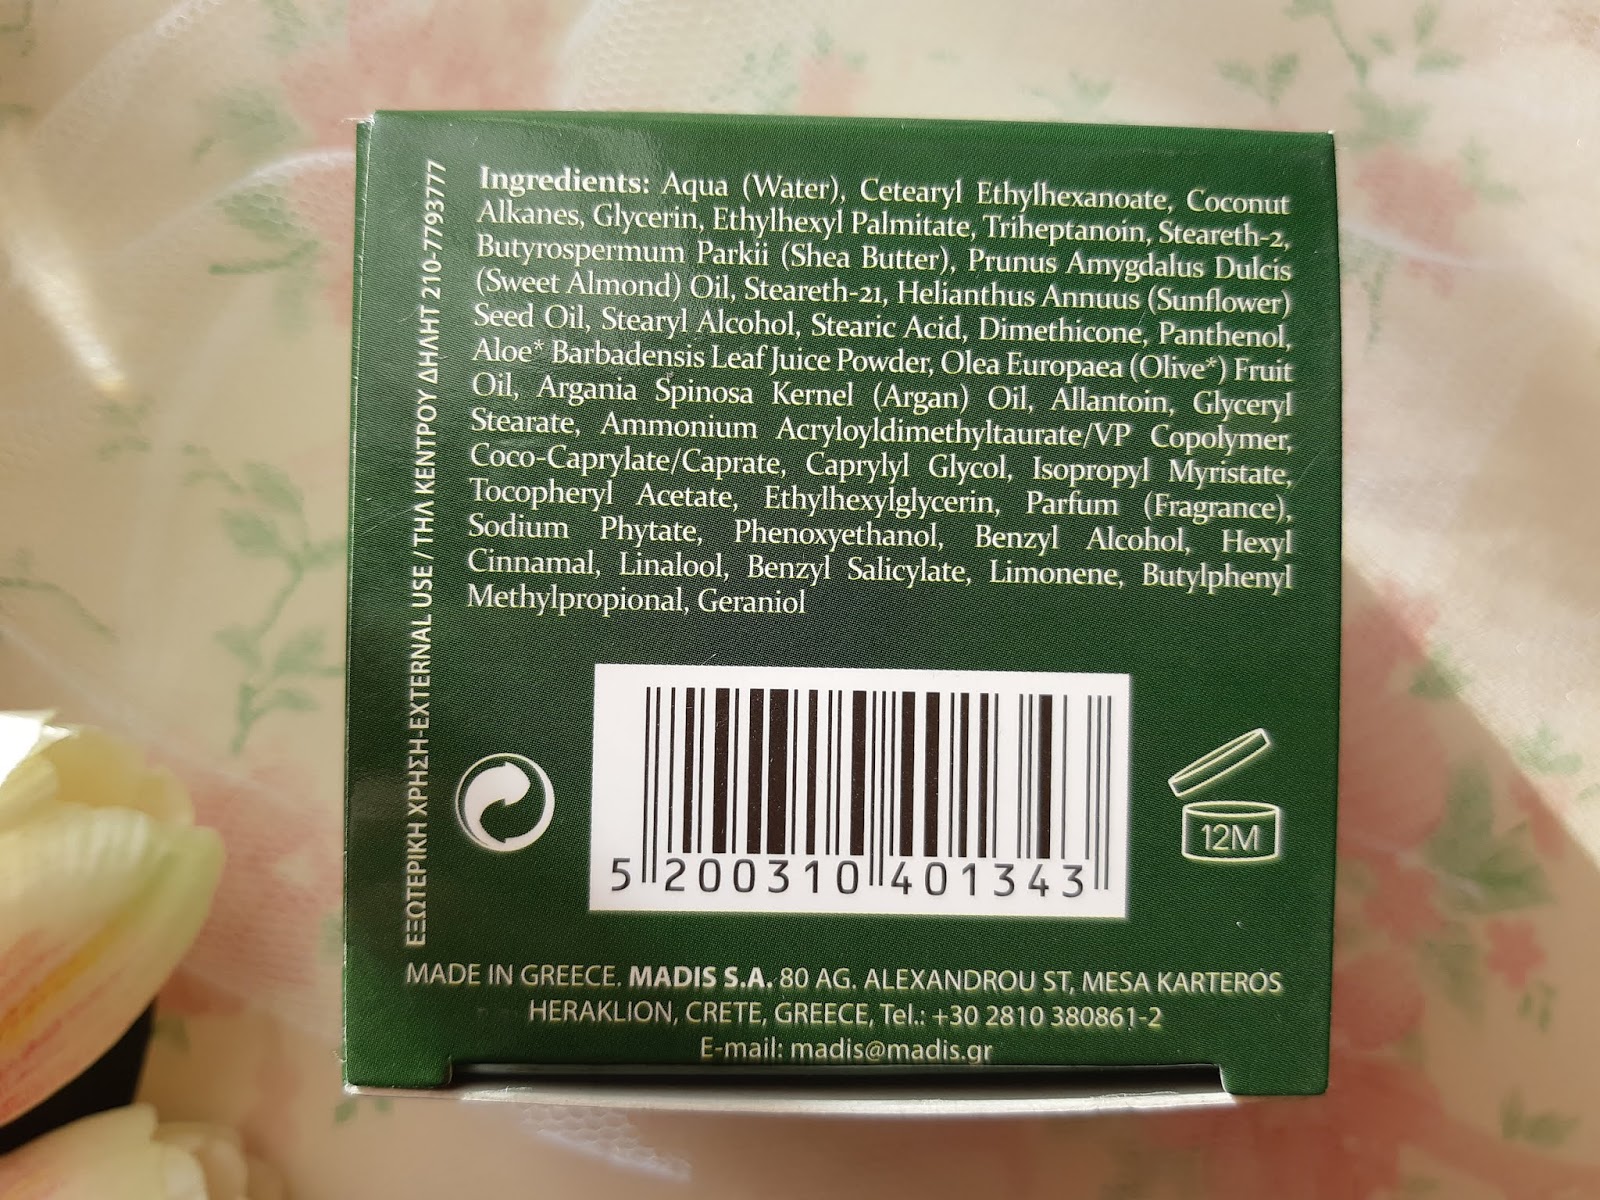 Ingredients: Aqua (Water), Cetearyl Ethylhexanoate, Coconut
Alkanes, Glycerin, Ethylhexyl Palmitate, Triheptanoin, Steareth-2,
Butyrospermum Parkii (Shea Butter), Prunus Amygdalus Dulcis
(Sweet Almond) Oil, Steareth-21, Helianthus Annuus (Sunflower)
Seed Oil, Stearyl Alcohol, Stearic Acid, Dimethicone, Panthenol,
Aloe* Barbadensis Leaf Juice Powder, Olea Europaea (Olive*) Fruit
Oil, Argania Spinosa Kernel (Argan) Oil, Allantoin, Glyceryl
Stearate, Ammonium Acryloyldimethyltaurate/VP Copolymer,
Coco-Caprylate/Caprate, Caprylyl Glycol, Isopropyl Myristate,
Tocopheryl Acetate, Ethylhexylglycerin, Parfum (Fragrance),
Sodium Phytate, Phenoxyethanol, Benzyl Alcohol, Hexyl
Cinnamal, Linalool, Benzyl Salicylate, Limonene, Butylphenyl
Methylpropional, Geraniol
ΕΞΩΤΕΡΙΚΗ ΧΡΗΣΗ-EXTERNAL USE / ΤΗΛ ΚΕΝΤΡΟΥ ΔΗΛΗΤ 210-7793777
5 200310 401343
12M
MADE IN GREECE. MADIS S.A. 80 AG. ALEXANDROU ST, MESA KARTEROS
HERAKLION, CRETE, GREECE, Tel.: +30 2810 380861-2
E-mail: madis@madis.gr